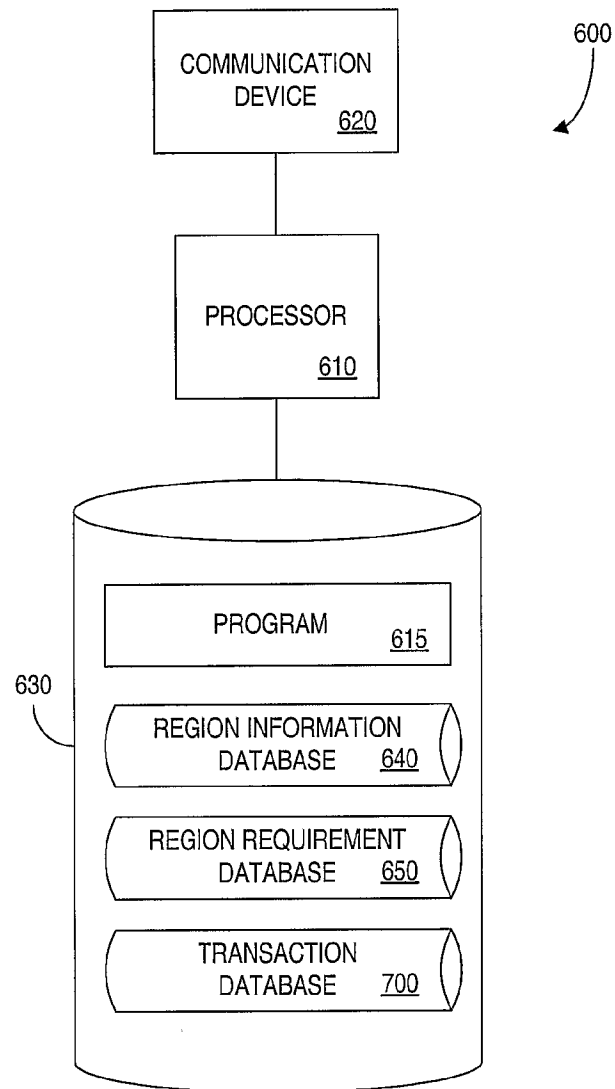 600
COMMUNICATION
DEVICE
620
PROCESSOR
610
PROGRAM
615
630
REGION INFORMATION
DATABASE 640
REGION REQUIREMENT
DATABASE 650
TRANSACTION
DATABASE 700